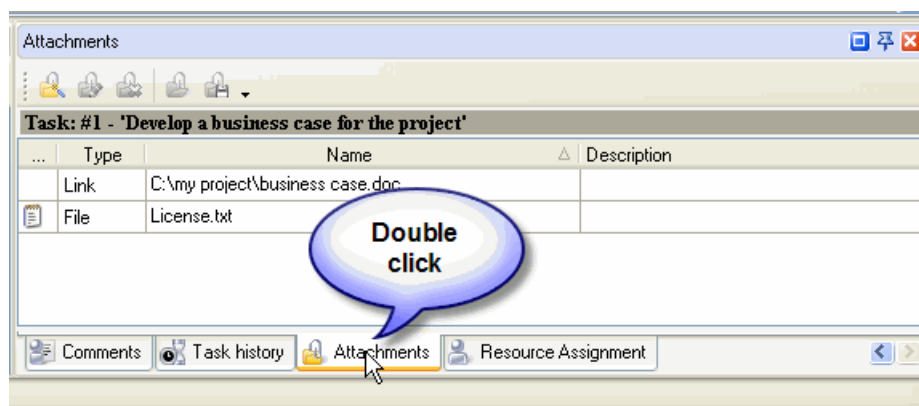 Attachments
Task: #1 - 'Develop a business case for the project'
... Type Name Description
Link C:\my project\business case.doc
File License.txt
Double
click
Comments Task history Attachments Resource Assignment